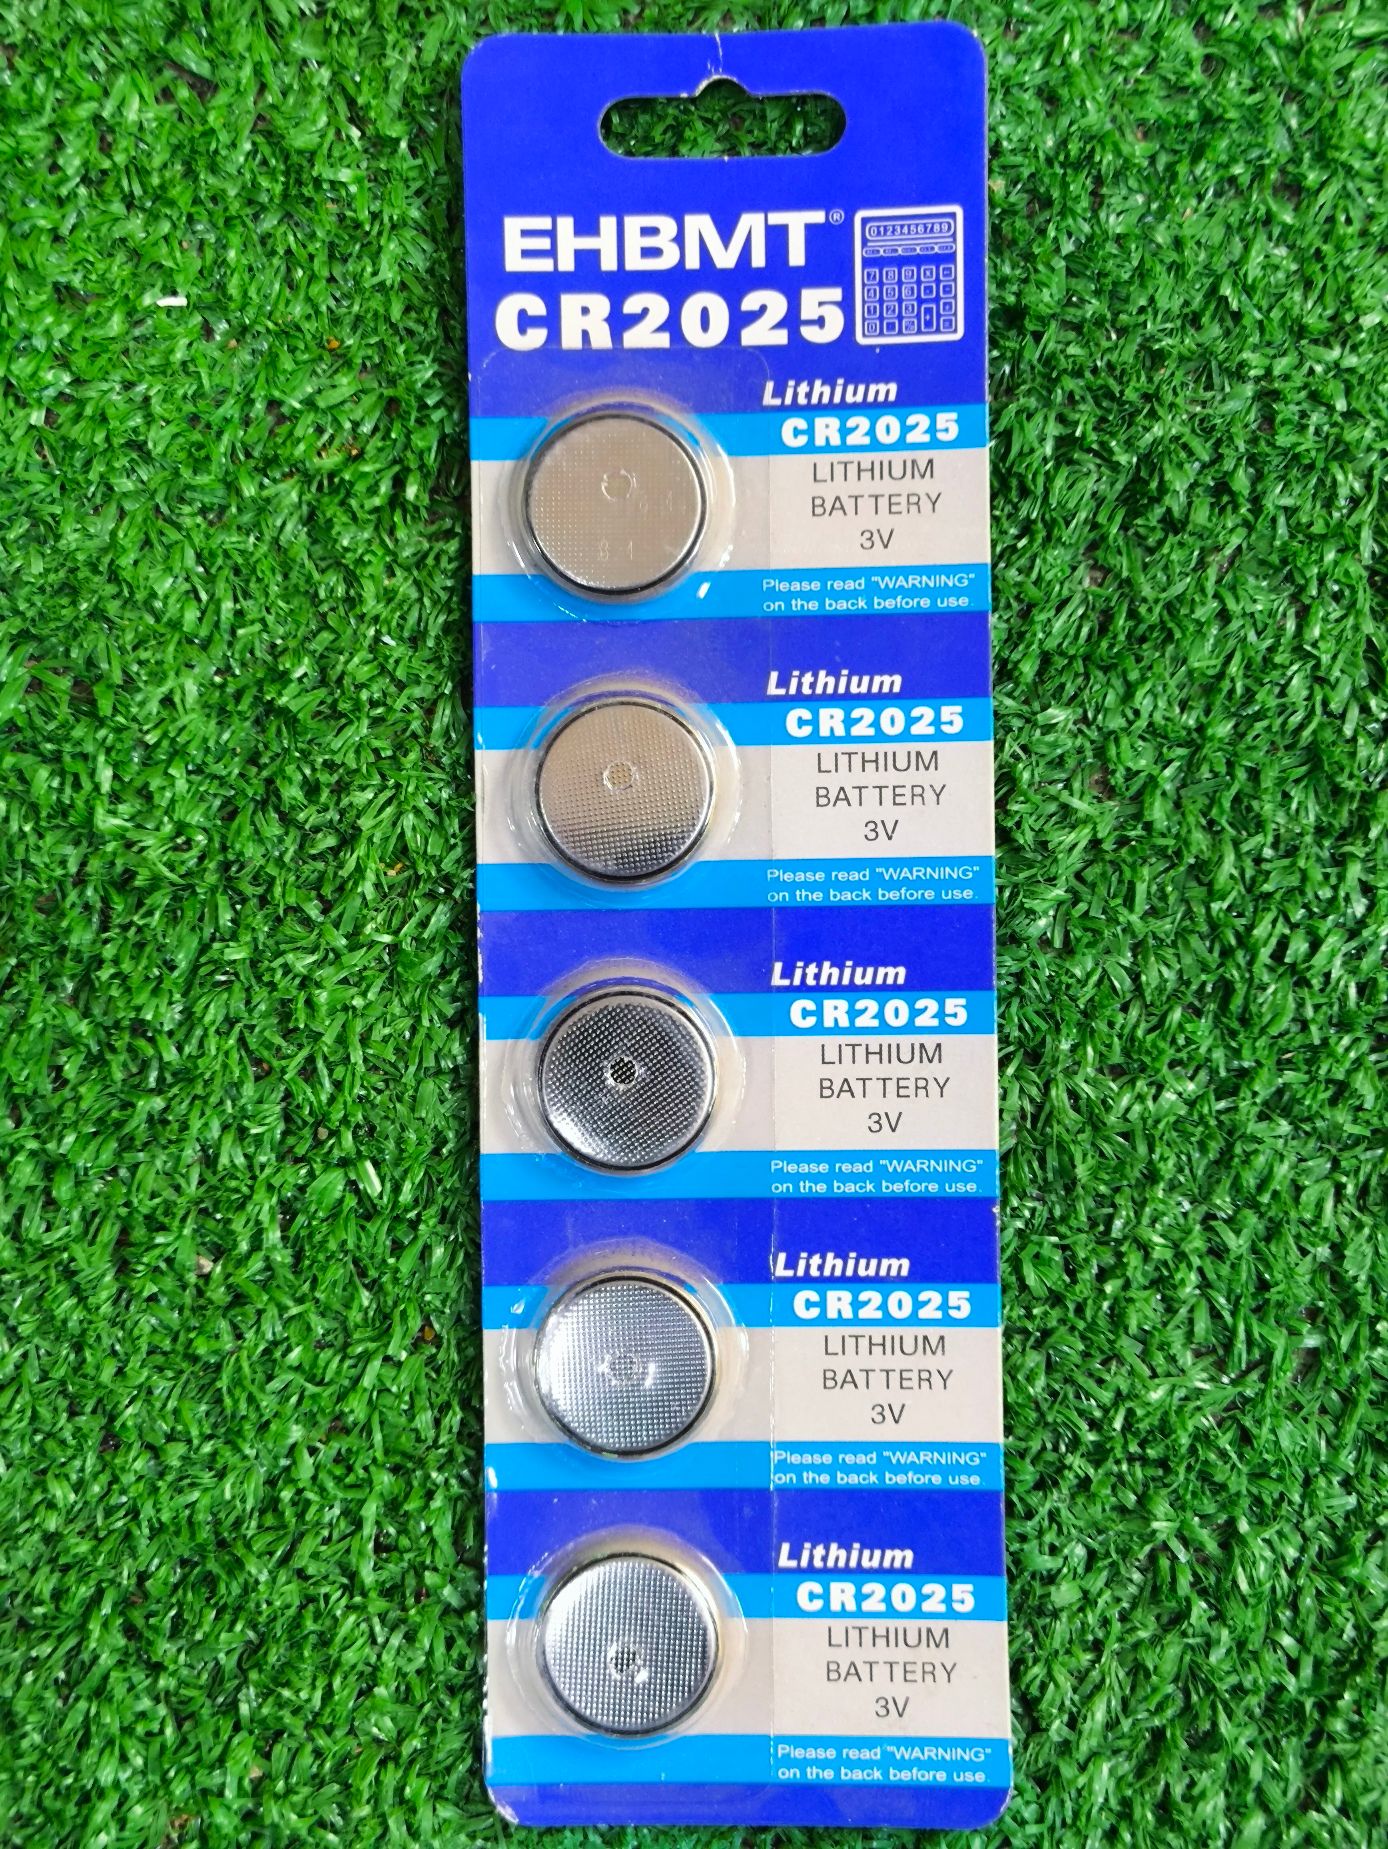 EHBMT®
CR2025
0123456789
Lithium
CR2025
LITHIUM
BATTERY
3V
Please read "WARNING"
on the back before use.
Lithium
CR2025
LITHIUM
BATTERY
3V
Please read "WARNING"
on the back before use.
Lithium
CR2025
LITHIUM
BATTERY
3V
Please read "WARNING"
on the back before use.
Lithium
CR2025
LITHIUM
BATTERY
3V
Please read "WARNING"
on the back before use.
Lithium
CR2025
LITHIUM
BATTERY
3V
Please read "WARNING"
on the back before use.